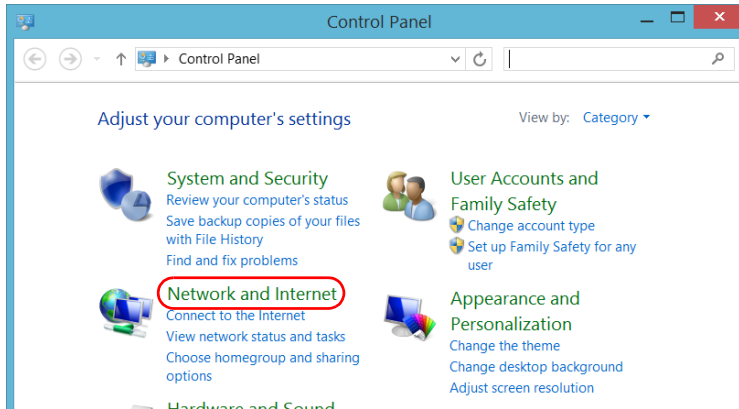 Control Panel
Control Panel
Adjust your computer's settings
View by: Category
System and Security
Review your computer's status
Save backup copies of your files
with File History
Find and fix problems
Network and Internet
Connect to the Internet
View network status and tasks
Choose homegroup and sharing
options
Hardware and Sound
User Accounts and
Family Safety
Change account type
Set up Family Safety for any
user
Appearance and
Personalization
Change the theme
Change desktop background
Adjust screen resolution